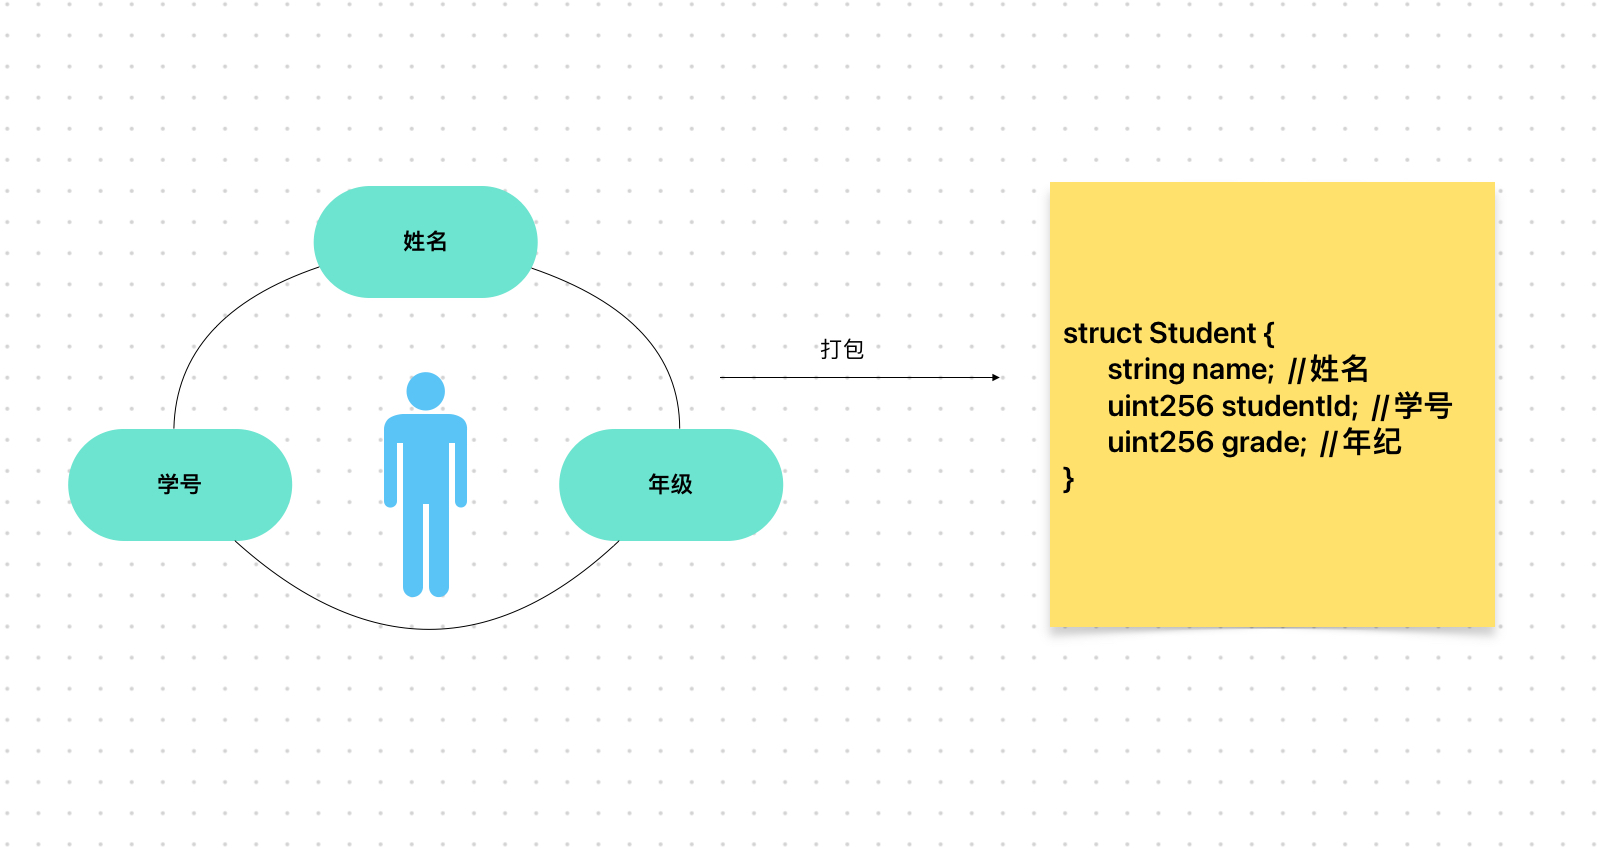 姓名
学号
年级
打包
struct Student {
string name; //姓名
uint256 studentId; //学号
uint256 grade; //年纪
}